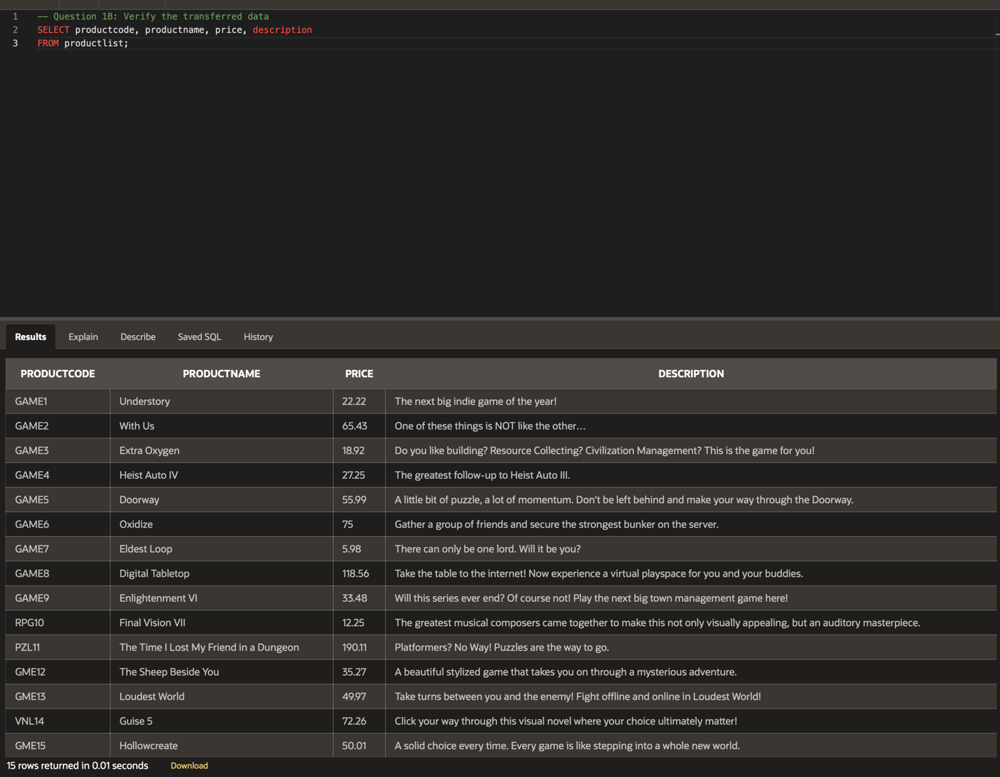 1 -- Question 1B: Verify the transferred data
2 SELECT productcode, productname, price, description
3 FROM productlist;
Results Explain Describe Saved SQL History
PRODUCTCODE PRODUCTNAME PRICE DESCRIPTION
GAME1 Understory 22.22 The next big indie game of the year!
GAME2 With Us 65.43 One of these things is NOT like the other...
GAME3 Extra Oxygen 18.92 Do you like building? Resource Collecting? Civilization Management? This is the game for you!
GAME4 Heist Auto IV 27.25 The greatest follow-up to Heist Auto III.
GAME5 Doorway 55.99 A little bit of puzzle, a lot of momentum. Don't be left behind and make your way through the Doorway.
GAME6 Oxidize 75 Gather a group of friends and secure the strongest bunker on the server.
GAME7 Eldest Loop 5.98 There can only be one lord. Will it be you?
GAME8 Digital Tabletop 118.56 Take the table to the internet! Now experience a virtual playspace for you and your buddies.
GAME9 Enlightenment VI 33.48 Will this series ever end? Of course not! Play the next big town management game here!
RPG10 Final Vision VII 12.25 The greatest musical composers came together to make this not only visually appealing, but an auditory masterpiece.
PZL11 The Time I Lost My Friend in a Dungeon 190.11 Platformers? No Way! Puzzles are the way to go.
GME12 The Sheep Beside You 35.27 A beautiful stylized game that takes you on through a mysterious adventure.
GME13 Loudest World 49.97 Take turns between you and the enemy! Fight offline and online in Loudest World!
VNL14 Guise 5 72.26 Click your way through this visual novel where your choice ultimately matter!
GME15 Hollowcreate 50.01 A solid choice every time. Every game is like stepping into a whole new world.
15 rows returned in 0.01 seconds Download